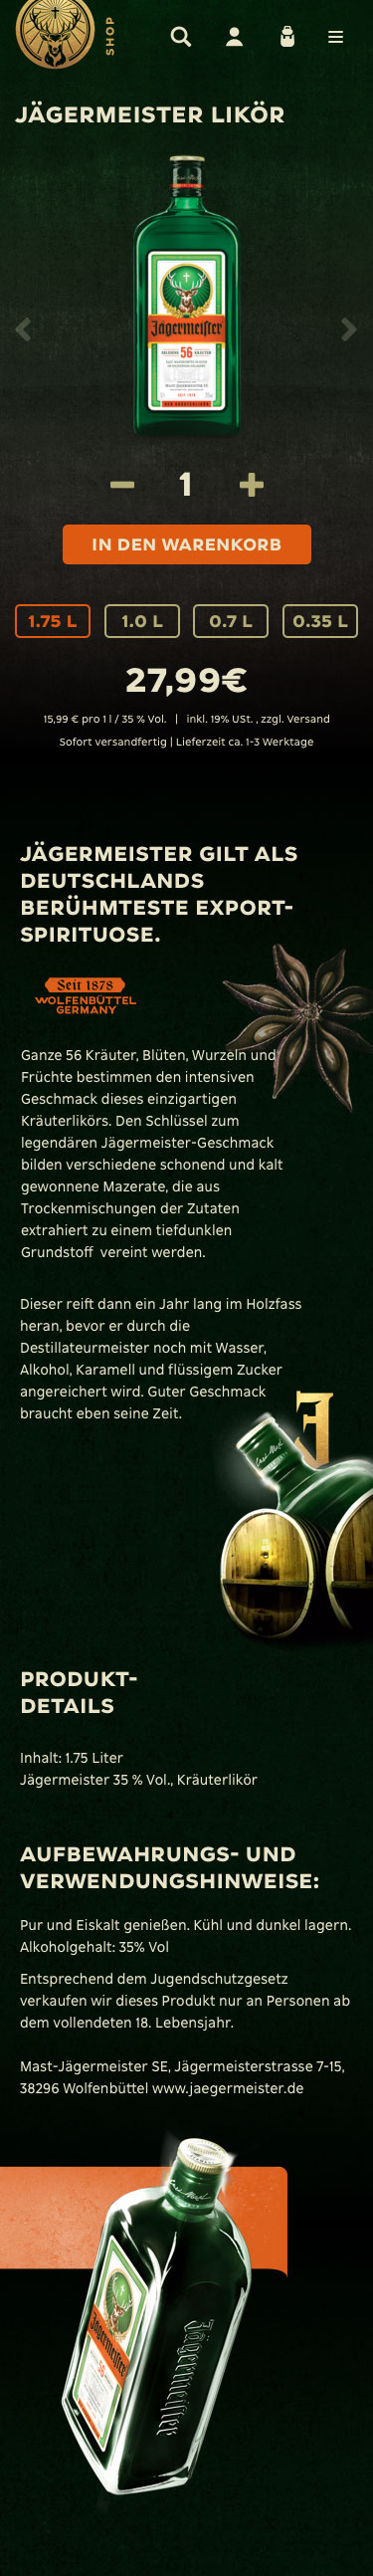 SHOP
JÄGERMEISTER LIKÖR
Jägermeister
56
1
IN DEN WARENKORB
1.75 L
1.0 L
0.7 L
0.35 L
27,99€
15,99 € pro 1 l / 35 % Vol. | inkl. 19% USt. , zzgl. Versand
Sofort versandfertig | Lieferzeit ca. 1-3 Werktage
JÄGERMEISTER GILT ALS
DEUTSCHLANDS
BERÜHMTESTE EXPORT-
SPIRITUOSE.
Seit 1878
WOLFENBÜTTEL
GERMANY
Ganze 56 Kräuter, Blüten, Wurzeln und
Früchte bestimmen den intensiven
Geschmack dieses einzigartigen
Kräuterlikörs. Den Schlüssel zum
legendären Jägermeister-Geschmack
bilden verschiedene schonend und kalt
gewonnene Mazerate, die aus
Trockenmischungen der Zutaten
extrahiert zu einem tiefdunklen
Grundstoff  vereint werden.
Dieser reift dann ein Jahr lang im Holzfass
heran, bevor er durch die
Destillateurmeister noch mit Wasser,
Alkohol, Karamell und flüssigem Zucker
angereichert wird. Guter Geschmack
braucht eben seine Zeit.
PRODUKT-
DETAILS
Inhalt: 1.75 Liter
Jägermeister 35 % Vol., Kräuterlikör
AUFBEWAHRUNGS- UND
VERWENDUNGSHINWEISE:
Pur und Eiskalt genießen. Kühl und dunkel lagern.
Alkoholgehalt: 35% Vol
Entsprechend dem Jugendschutzgesetz
verkaufen wir dieses Produkt nur an Personen ab
dem vollendeten 18. Lebensjahr.
Mast-Jägermeister SE, Jägermeisterstrasse 7-15,
38296 Wolfenbüttel www.jaegermeister.de
Jägermeister
Jägermeister